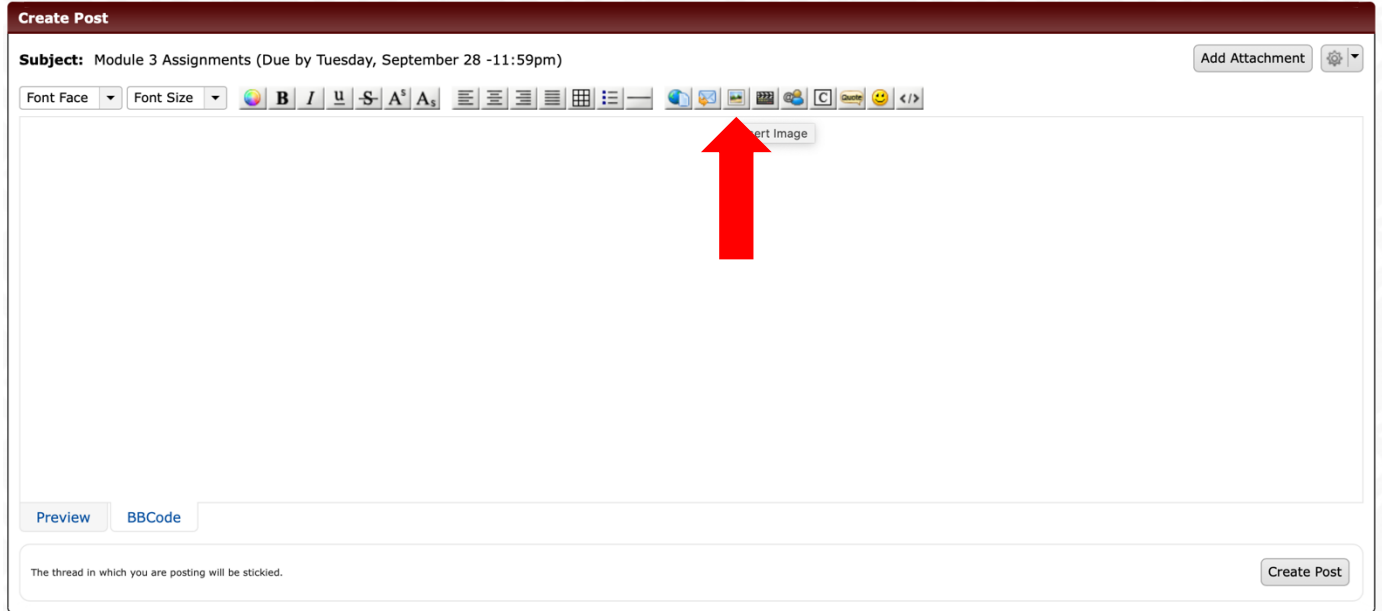 Create Post
Subject: Module 3 Assignments (Due by Tuesday, September 28 -11:59pm)
Add Attachment
Font Face Font Size B I u S A^s A_s C Quote </>
ert Image
Preview BBCode
The thread in which you are posting will be stickied.
Create Post